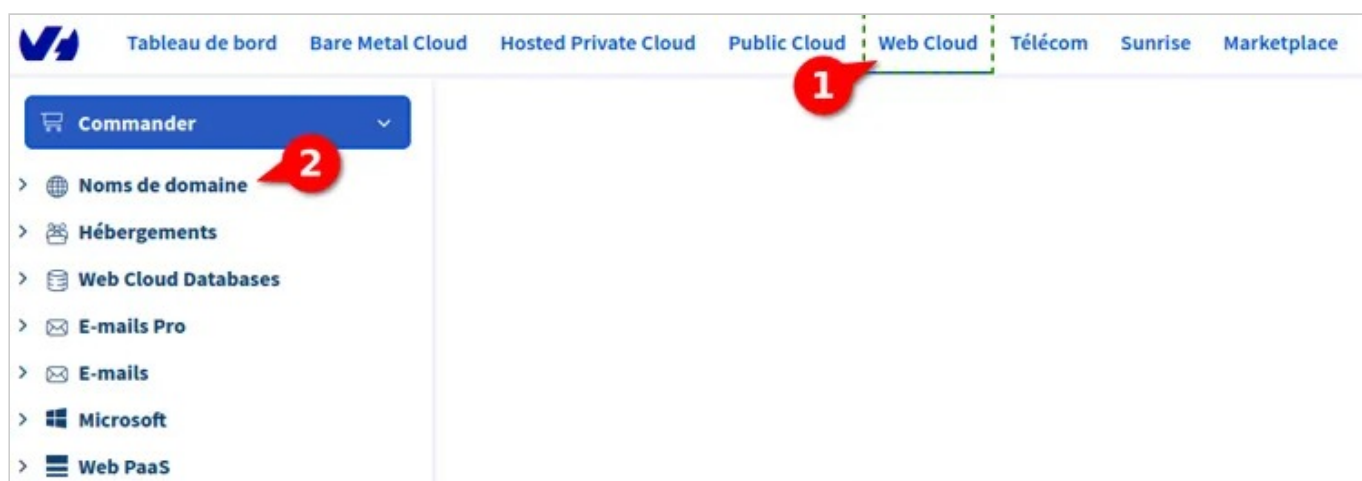 Tableau de bord Bare Metal Cloud Hosted Private Cloud Public Cloud Web Cloud Télécom Sunrise Marketplace
1
Commander
2
Noms de domaine
Hébergements
Web Cloud Databases
E-mails Pro
E-mails
Microsoft
Web PaaS